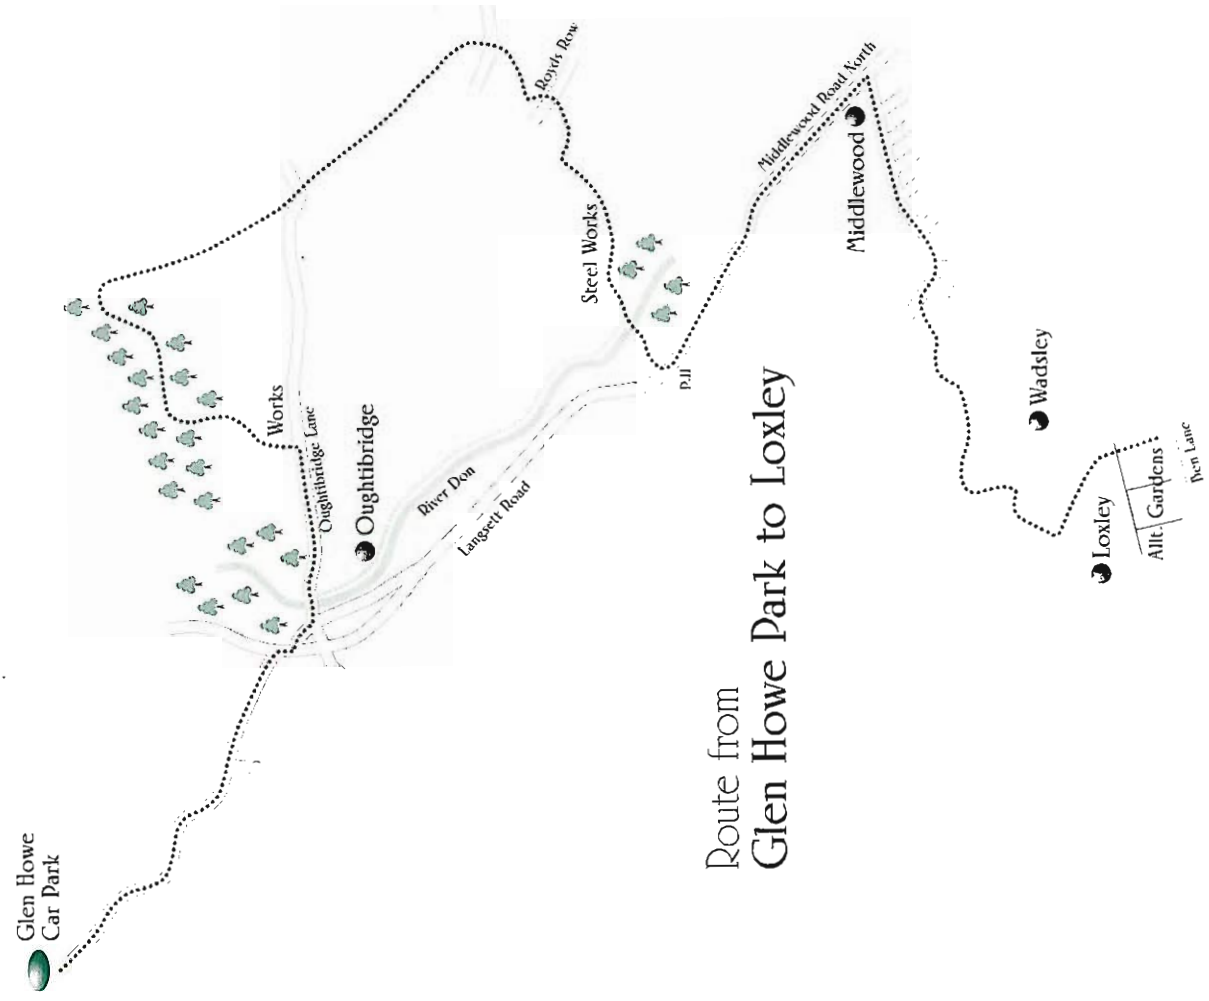 Glen Howe
Car Park
Works
Oughtibridge Lane
Oughtibridge
River Don
Langsett Road
Royds Row
Steel Works
P.H
Middlewood Road North
Middlewood
Route from
Glen Howe Park to Loxley
Wadsley
Loxley
Allt. Gardens
Ben Lane